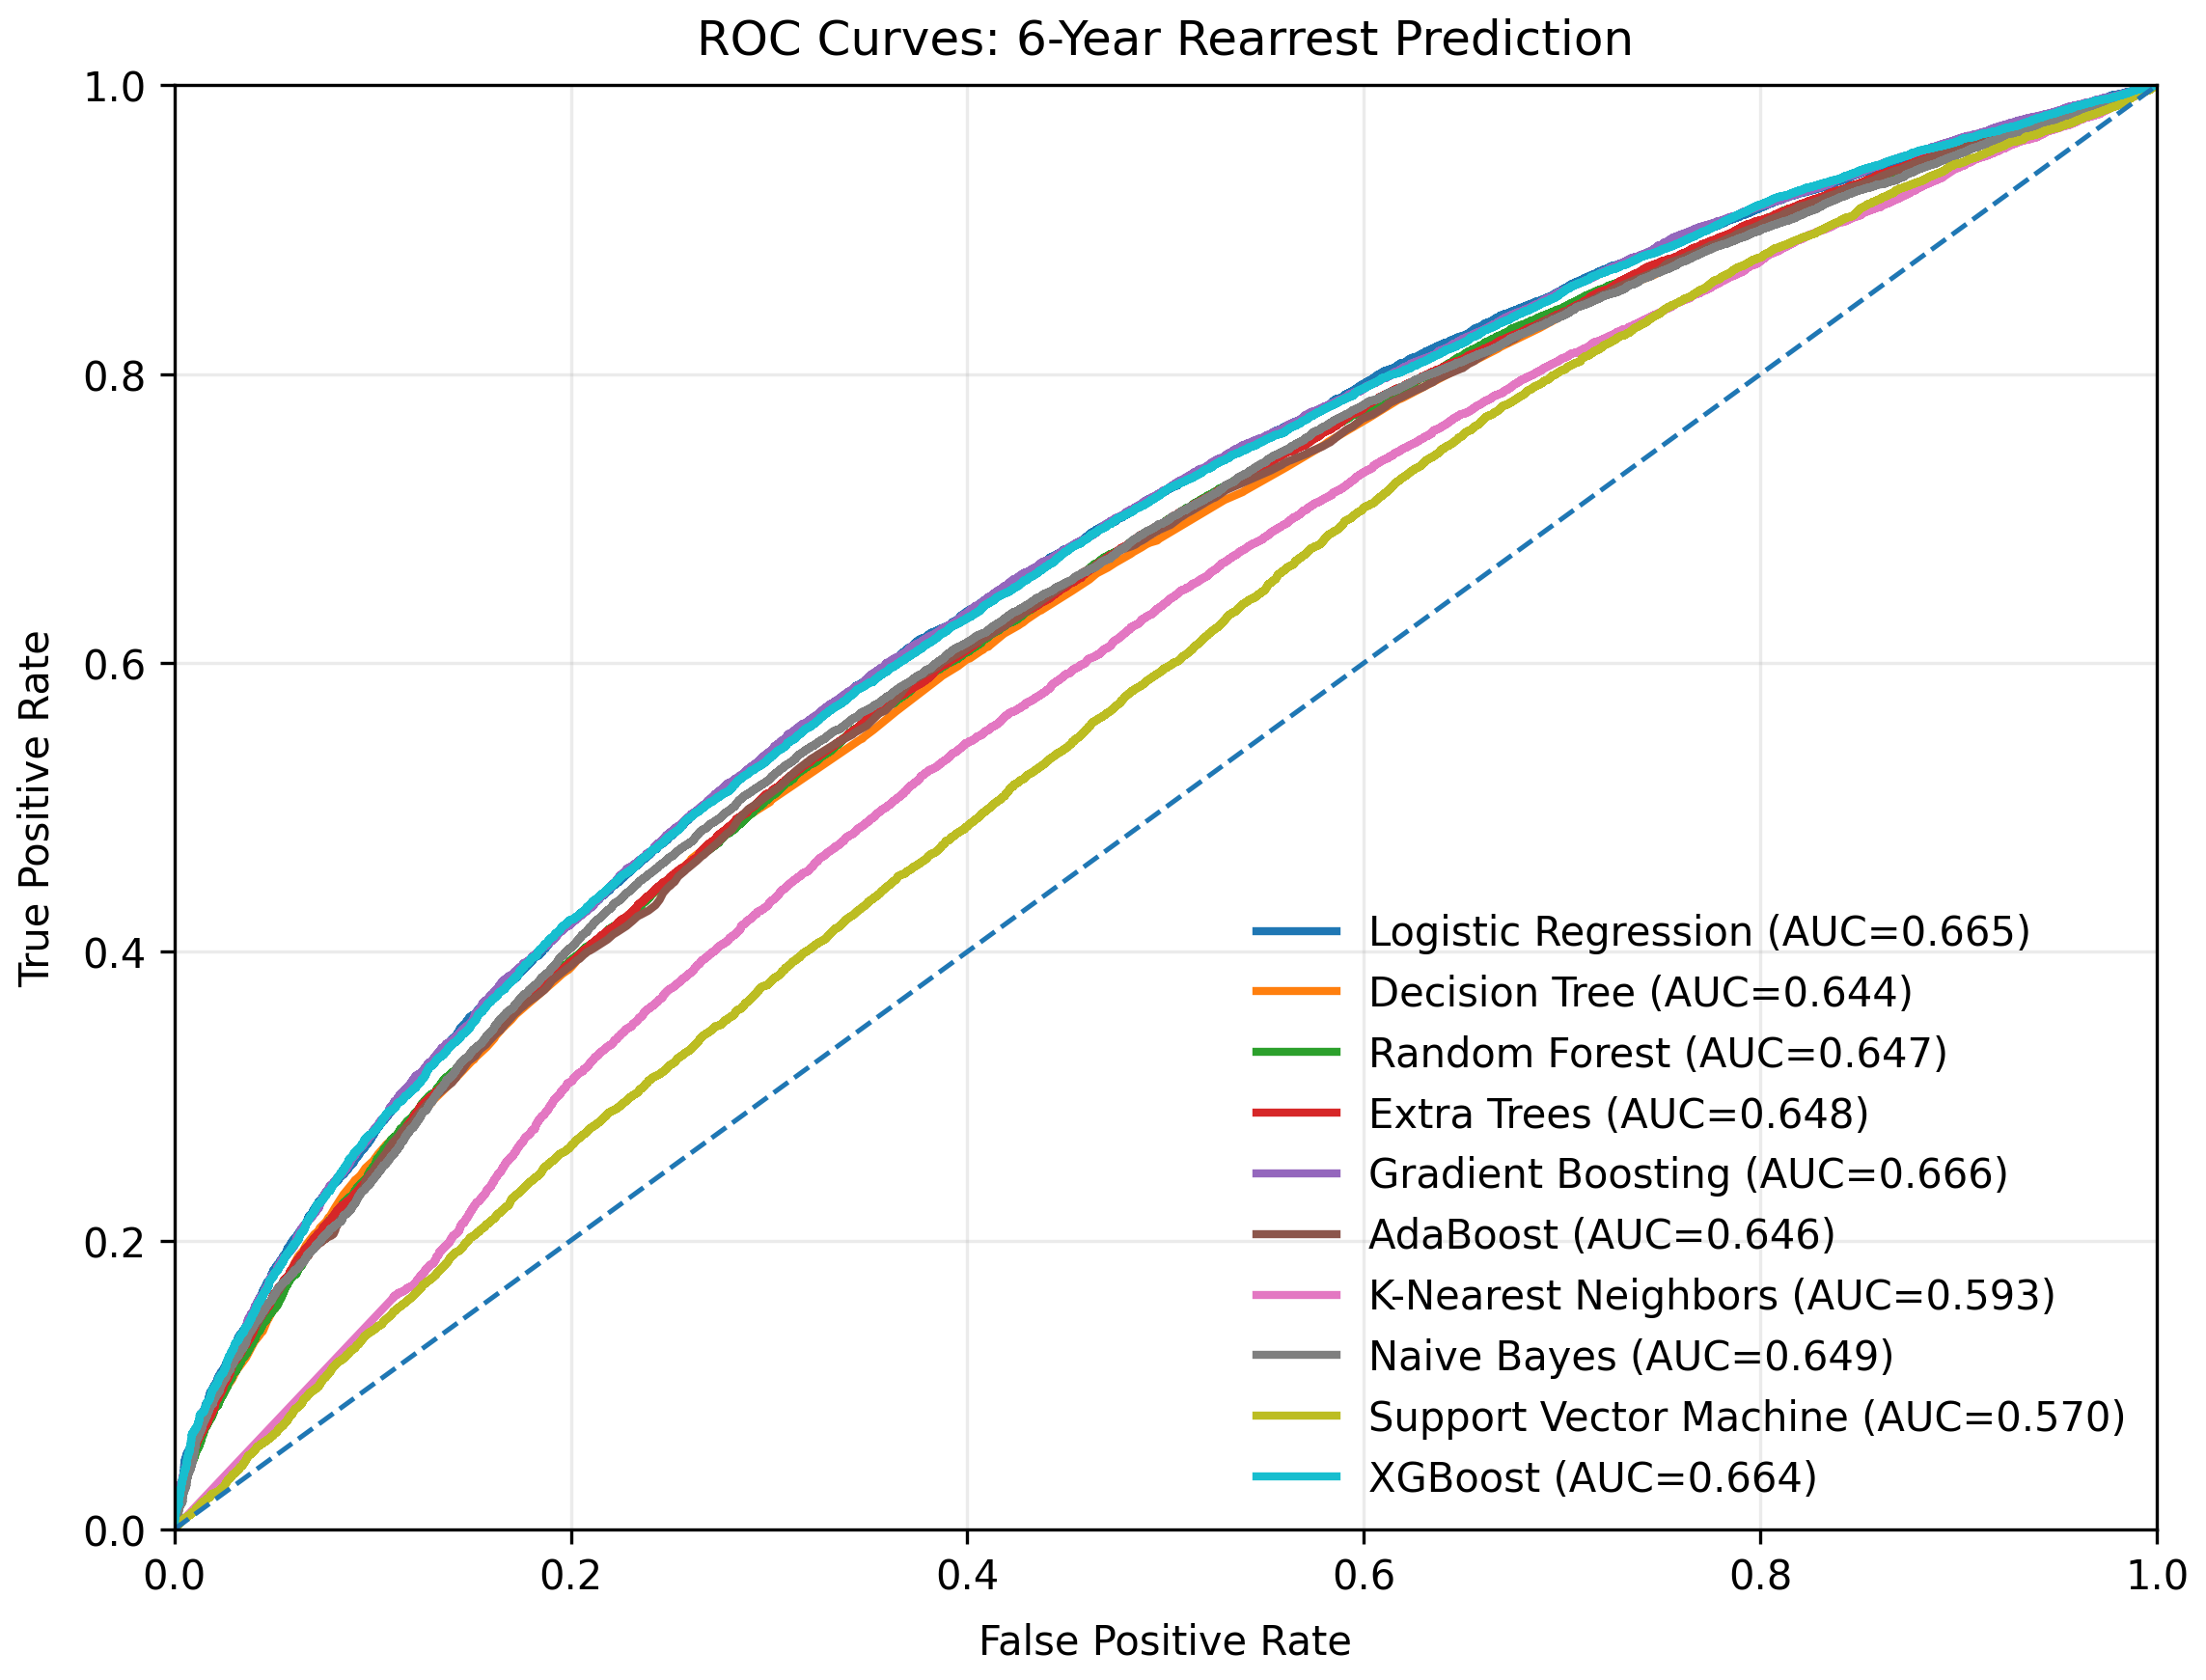 ROC Curves: 6-Year Rearrest Prediction
True Positive Rate
1.0
0.8
0.6
0.4
0.2
0.0
Logistic Regression (AUC=0.665)
Decision Tree (AUC=0.644)
Random Forest (AUC=0.647)
Extra Trees (AUC=0.648)
Gradient Boosting (AUC=0.666)
AdaBoost (AUC=0.646)
K-Nearest Neighbors (AUC=0.593)
Naive Bayes (AUC=0.649)
Support Vector Machine (AUC=0.570)
XGBoost (AUC=0.664)
0.0 0.2 0.4 0.6 0.8 1.0
False Positive Rate